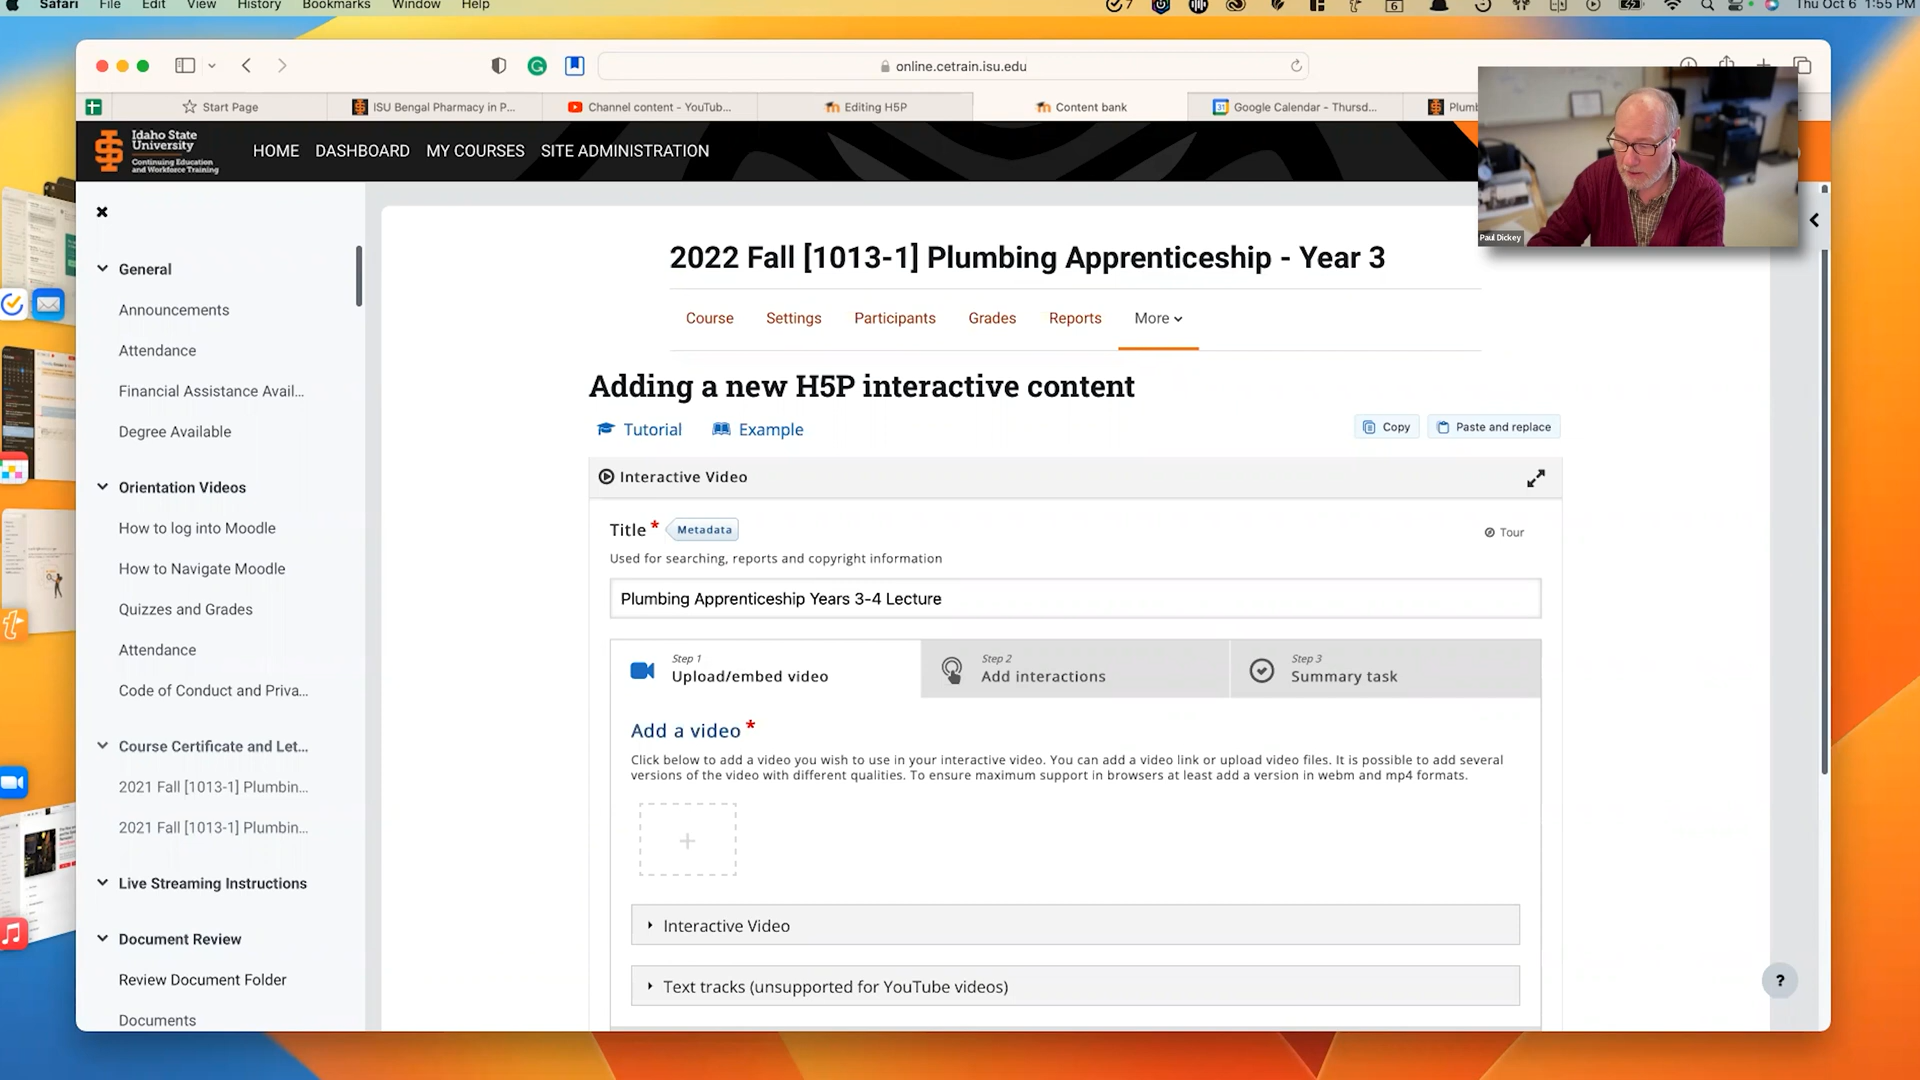 Safari File Edit View History Bookmarks Window Help
7
6
Thu Oct 6 1:55 PM
online.cetrain.isu.edu
Start Page
ISU Bengal Pharmacy in P...
Channel content - YouTub...
Editing H5P
Content bank
Google Calendar - Thursd...
Plumb
Idaho State
University
Continuing Education
and Workforce Training
HOME DASHBOARD MY COURSES SITE ADMINISTRATION
Paul Dickey
General
Announcements
Attendance
Financial Assistance Avail...
Degree Available
Orientation Videos
How to log into Moodle
How to Navigate Moodle
Quizzes and Grades
Attendance
Code of Conduct and Priva...
Course Certificate and Let...
2021 Fall [1013-1] Plumbin...
2021 Fall [1013-1] Plumbin...
Live Streaming Instructions
Document Review
Review Document Folder
Documents
2022 Fall [1013-1] Plumbing Apprenticeship - Year 3
Course Settings Participants Grades Reports More
Adding a new H5P interactive content
Tutorial Example
Copy Paste and replace
Interactive Video
Title * Metadata
Tour
Used for searching, reports and copyright information
Plumbing Apprenticeship Years 3-4 Lecture
Step 1
Upload/embed video
Step 2
Add interactions
Step 3
Summary task
Add a video *
Click below to add a video you wish to use in your interactive video. You can add a video link or upload video files. It is possible to add several
versions of the video with different qualities. To ensure maximum support in browsers at least add a version in webm and mp4 formats.
+
Interactive Video
Text tracks (unsupported for YouTube videos)
?